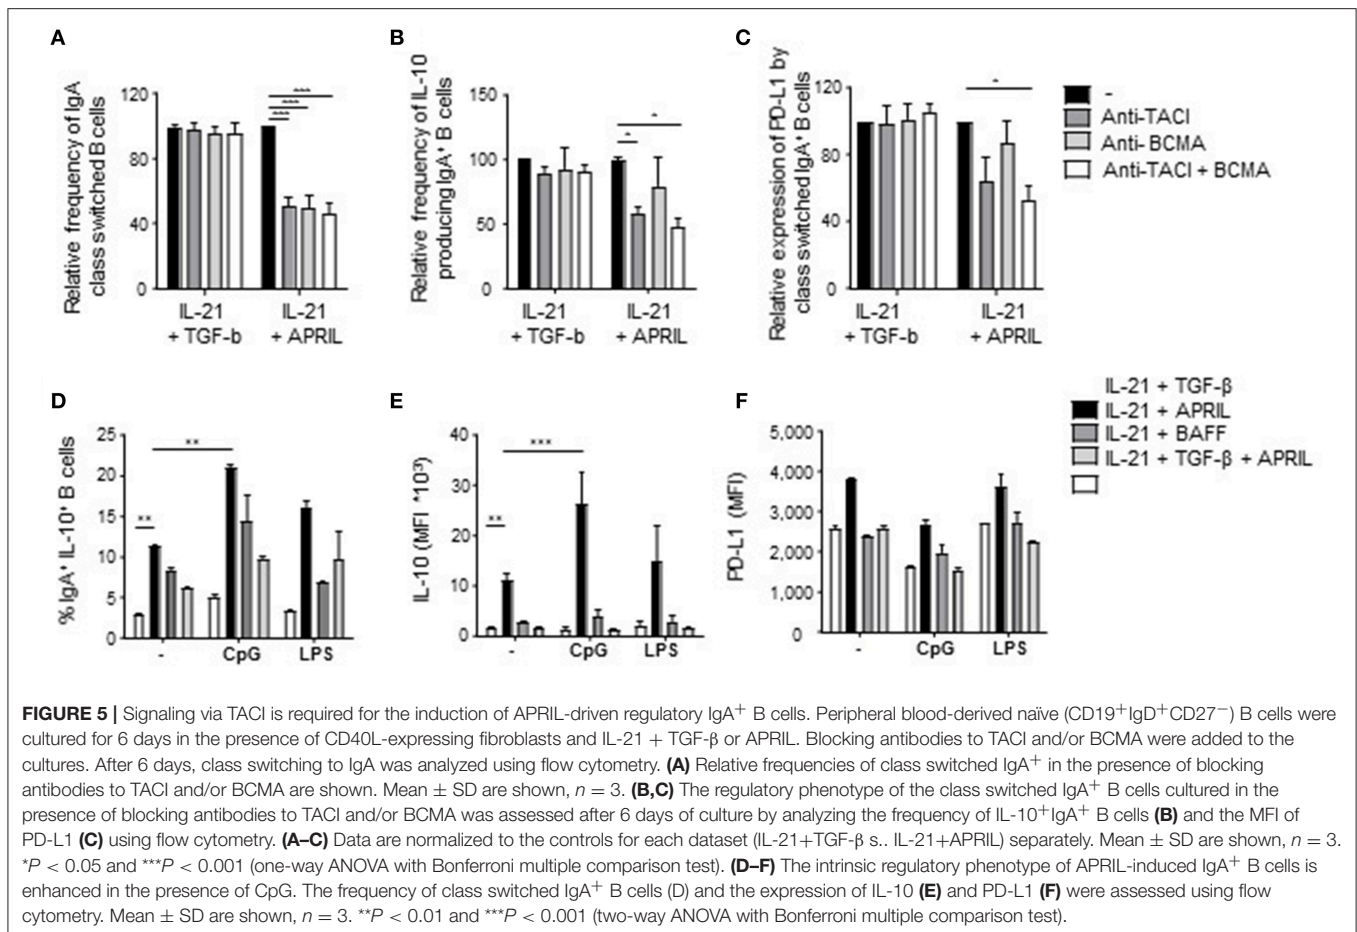 A
Relative frequency of IgA
class switched B cells
120
80
40
0
***
***
***
IL-21
+ TGF-b
IL-21
+ APRIL
B
Relative frequency of IL-10
producing IgA⁺ B cells
150
100
50
0
*
*
IL-21
+ TGF-b
IL-21
+ APRIL
C
Relative expression of PD-L1 by
class switched IgA⁺ B cells
120
80
40
0
*
IL-21
+ TGF-b
IL-21
+ APRIL
-
Anti-TACI
Anti-BCMA
Anti-TACI + BCMA
D
% IgA⁺ IL-10⁺ B cells
25
20
15
10
5
0
**
**
-
CpG
LPS
E
IL-10 (MFI *10³)
40
30
20
10
0
***
**
-
CpG
LPS
F
PD-L1 (MFI)
5,000
4,000
3,000
2,000
1,000
0
-
CpG
LPS
IL-21 + TGF-β
IL-21 + APRIL
IL-21 + BAFF
IL-21 + TGF-β + APRIL
FIGURE 5 | Signaling via TACI is required for the induction of APRIL-driven regulatory IgA⁺ B cells. Peripheral blood-derived naïve (CD19⁺IgD⁺CD27⁻) B cells were
cultured for 6 days in the presence of CD40L-expressing fibroblasts and IL-21 + TGF-β or APRIL. Blocking antibodies to TACI and/or BCMA were added to the
cultures. After 6 days, class switching to IgA was analyzed using flow cytometry. (A) Relative frequencies of class switched IgA⁺ in the presence of blocking
antibodies to TACI and/or BCMA are shown. Mean ± SD are shown, n = 3. (B,C) The regulatory phenotype of the class switched IgA⁺ B cells cultured in the
presence of blocking antibodies to TACI and/or BCMA was assessed after 6 days of culture by analyzing the frequency of IL-10⁺IgA⁺ B cells (B) and the MFI of
PD-L1 (C) using flow cytometry. (A–C) Data are normalized to the controls for each dataset (IL-21+TGF-β s.. IL-21+APRIL) separately. Mean ± SD are shown, n = 3.
*P < 0.05 and ***P < 0.001 (one-way ANOVA with Bonferroni multiple comparison test). (D–F) The intrinsic regulatory phenotype of APRIL-induced IgA⁺ B cells is
enhanced in the presence of CpG. The frequency of class switched IgA⁺ B cells (D) and the expression of IL-10 (E) and PD-L1 (F) were assessed using flow
cytometry. Mean ± SD are shown, n = 3. **P < 0.01 and ***P < 0.001 (two-way ANOVA with Bonferroni multiple comparison test).